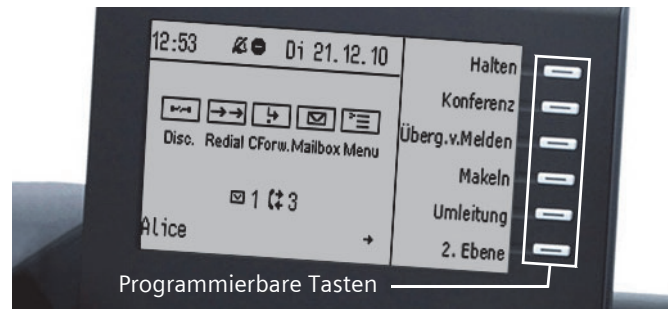 12:53 Di 21.12.10
Disc. Redial CForw. Mailbox Menu
1 3
Alice
Halten
Konferenz
Überg.v.Melden
Makeln
Umleitung
2. Ebene
Programmierbare Tasten